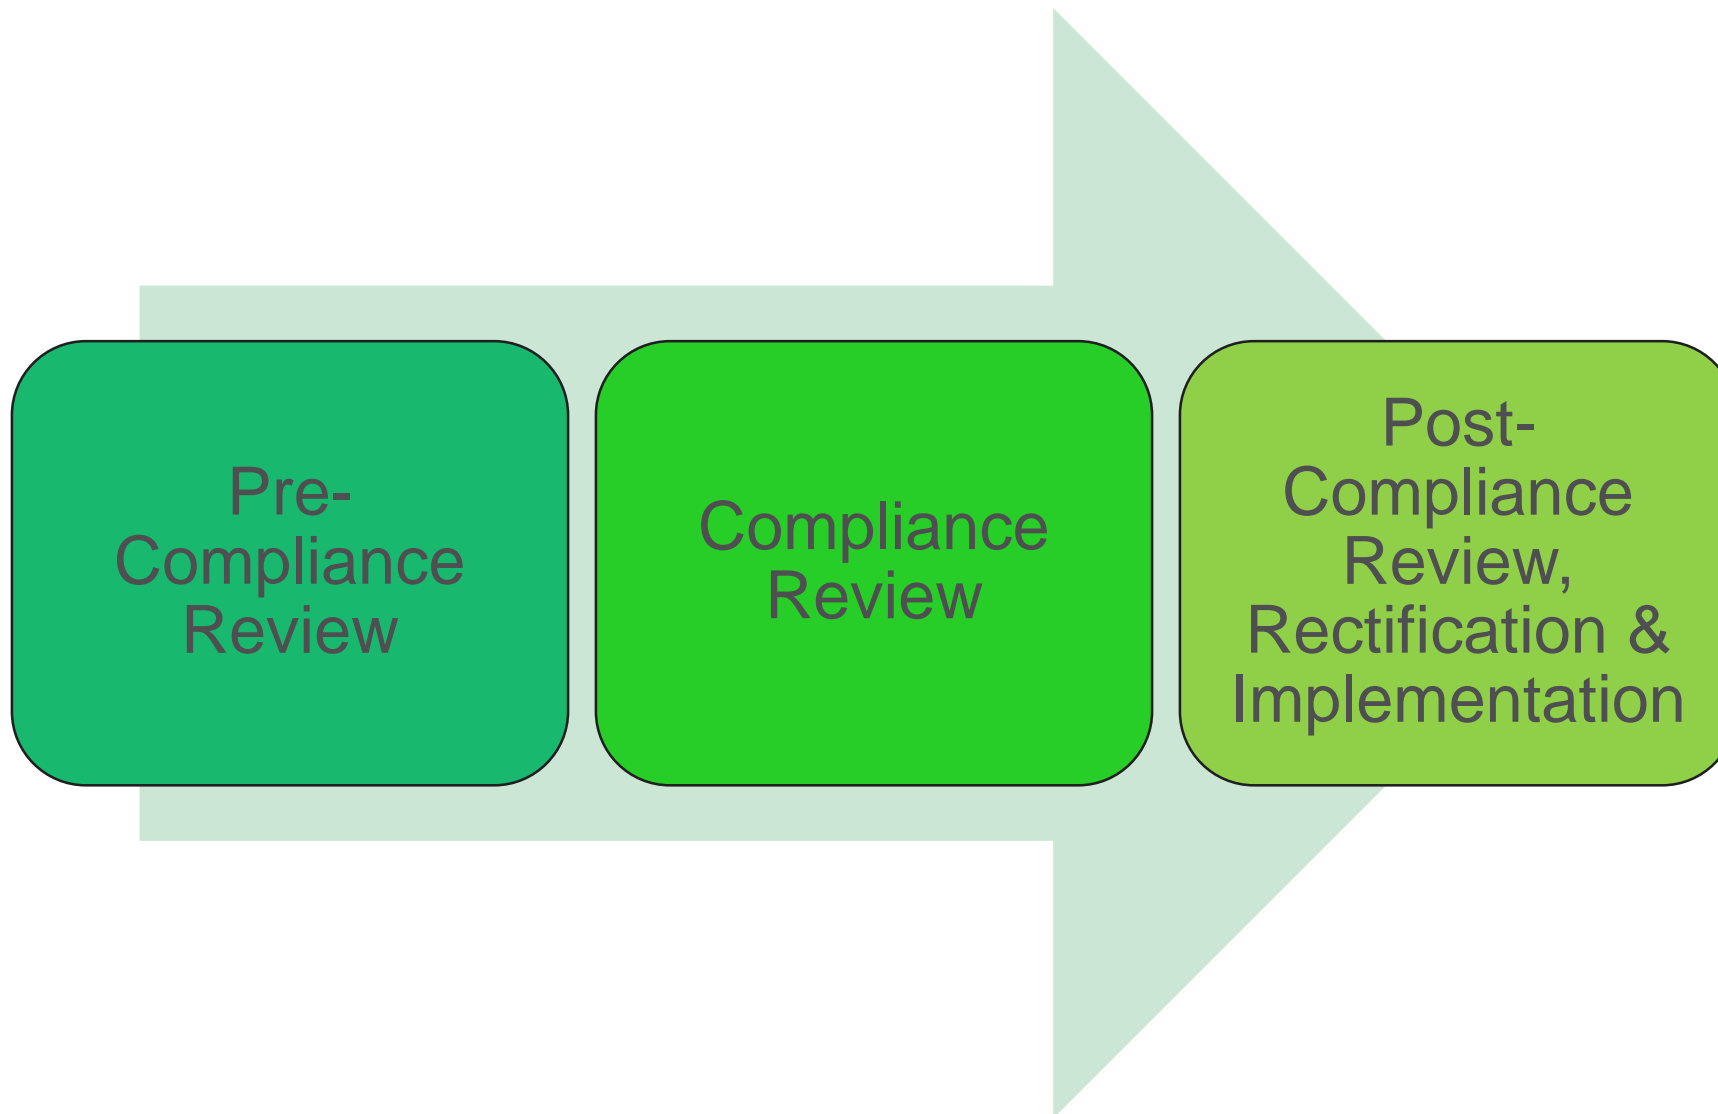 Pre-
Compliance
Review
Compliance
Review
Post-
Compliance
Review,
Rectification &
Implementation